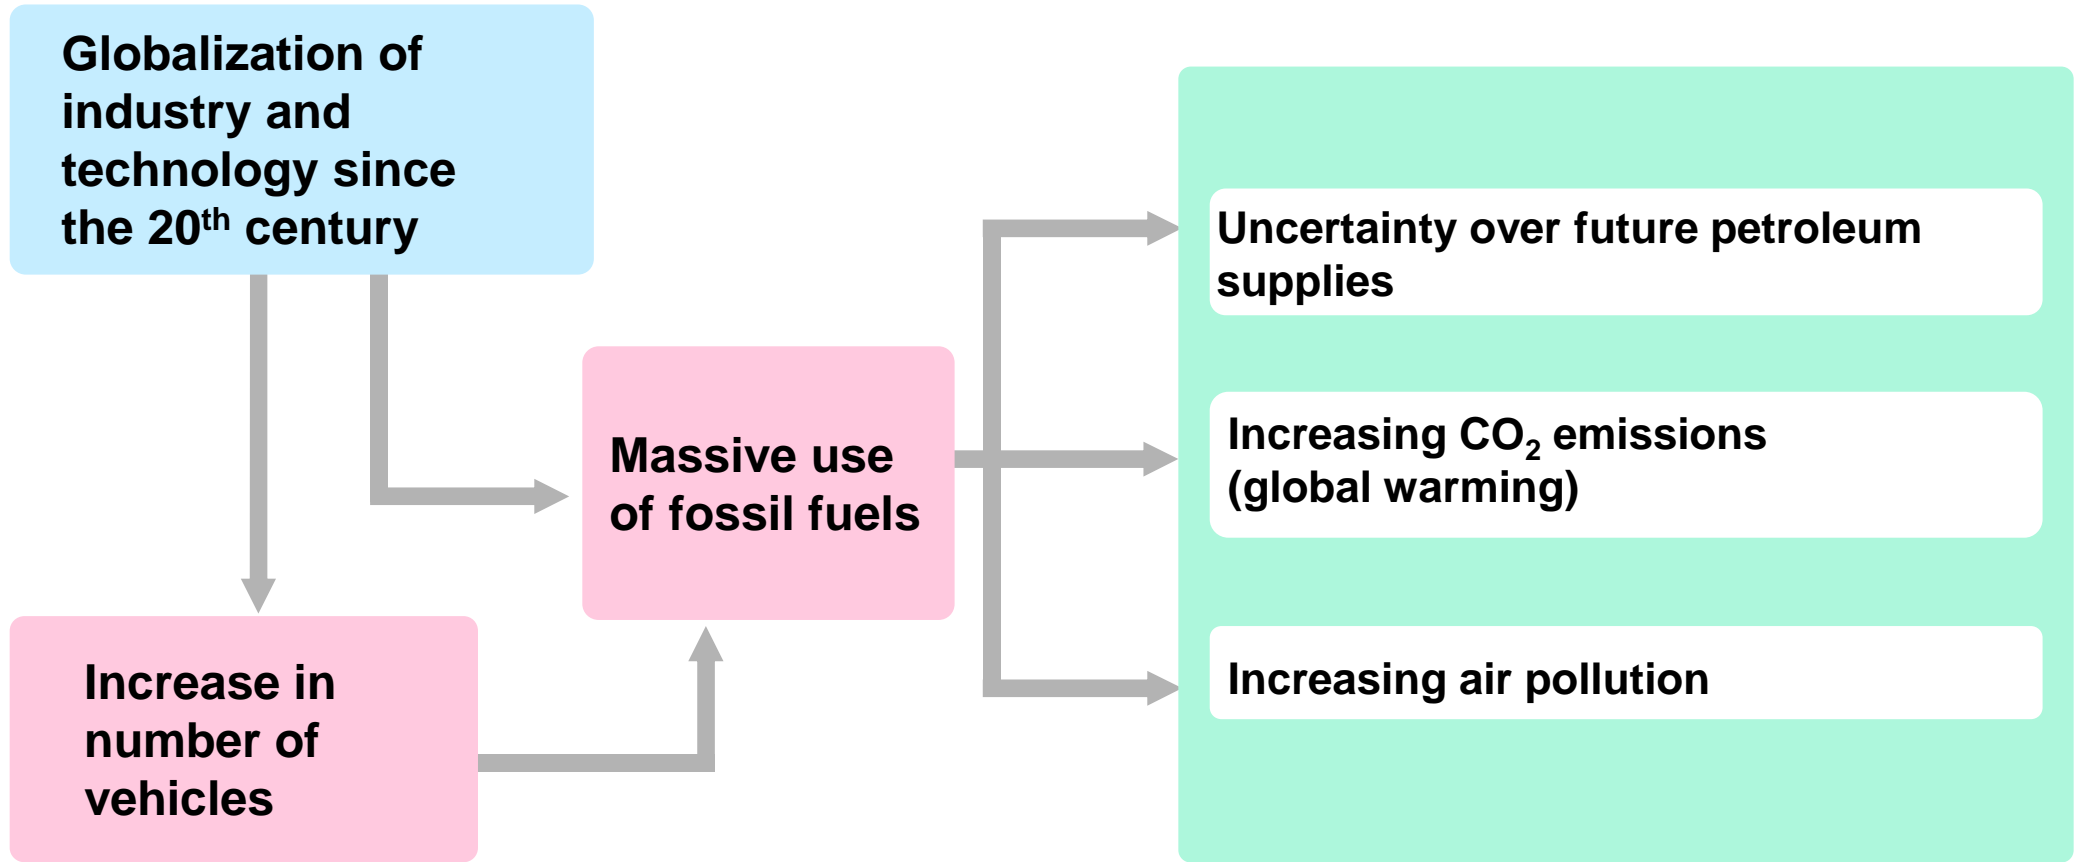 Globalization of
industry and
technology since
the 20th century
Increase in
number of
vehicles
Massive use
of fossil fuels
Uncertainty over future petroleum
supplies
Increasing CO₂ emissions
(global warming)
Increasing air pollution